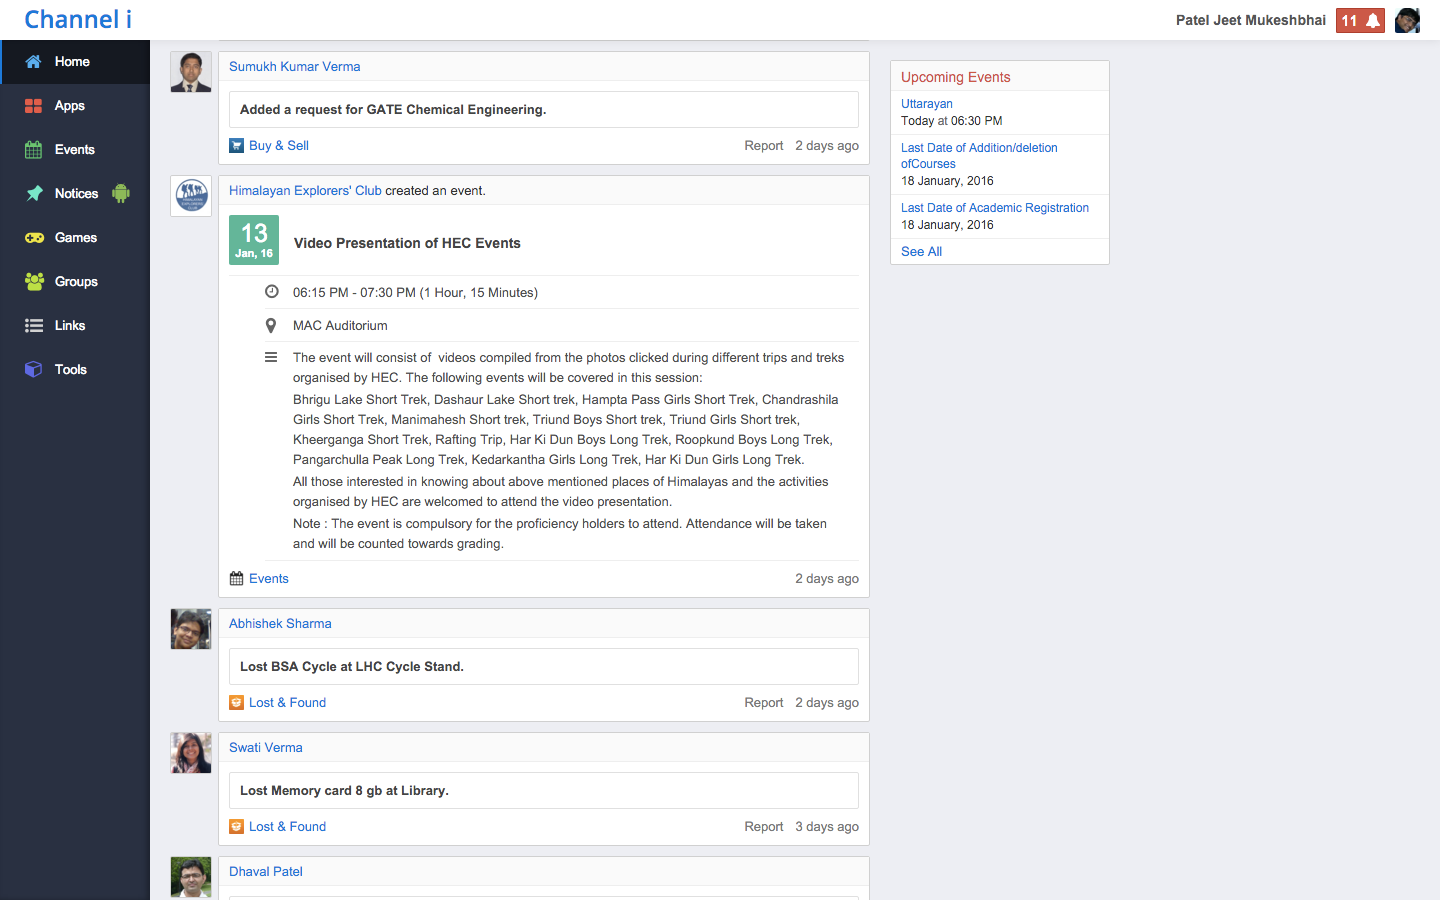 Channel i
Patel Jeet Mukeshbhai 11
Home
Apps
Events
Notices
Games
Groups
Links
Tools
Sumukh Kumar Verma
Added a request for GATE Chemical Engineering.
Buy & Sell Report 2 days ago
Himalayan Explorers' Club created an event.
13
Jan, 16
Video Presentation of HEC Events
06:15 PM - 07:30 PM (1 Hour, 15 Minutes)
MAC Auditorium
The event will consist of  videos compiled from the photos clicked during different trips and treks
organised by HEC. The following events will be covered in this session:
Bhrigu Lake Short Trek, Dashaur Lake Short trek, Hampta Pass Girls Short Trek, Chandrashila
Girls Short Trek, Manimahesh Short trek, Triund Boys Short trek, Triund Girls Short trek,
Kheerganga Short Trek, Rafting Trip, Har Ki Dun Boys Long Trek, Roopkund Boys Long Trek,
Pangarchulla Peak Long Trek, Kedarkantha Girls Long Trek, Har Ki Dun Girls Long Trek.
All those interested in knowing about above mentioned places of Himalayas and the activities
organised by HEC are welcomed to attend the video presentation.
Note : The event is compulsory for the proficiency holders to attend. Attendance will be taken
and will be counted towards grading.
Events 2 days ago
Abhishek Sharma
Lost BSA Cycle at LHC Cycle Stand.
Lost & Found Report 2 days ago
Swati Verma
Lost Memory card 8 gb at Library.
Lost & Found Report 3 days ago
Dhaval Patel
Upcoming Events
Uttarayan
Today at 06:30 PM
Last Date of Addition/deletion
ofCourses
18 January, 2016
Last Date of Academic Registration
18 January, 2016
See All